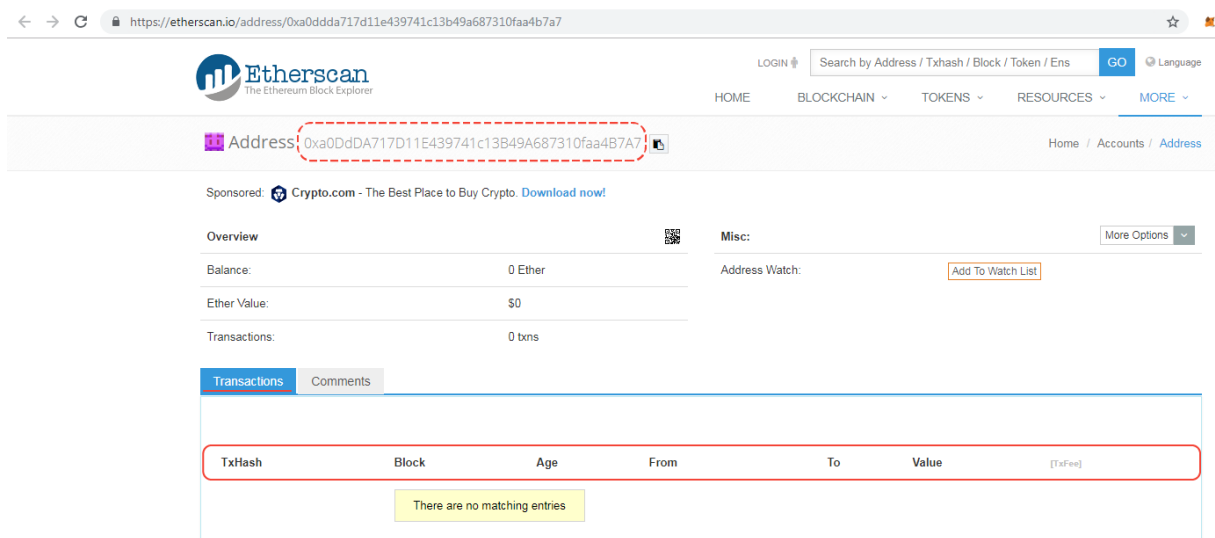 https://etherscan.io/address/0xa0ddda717d11e439741c13b49a687310faa4b7a7
Etherscan
The Ethereum Block Explorer
LOGIN Search by Address / Txhash / Block / Token / Ens GO Language
HOME BLOCKCHAIN TOKENS RESOURCES MORE
Address 0xa0DdDA717D11E439741c13B49A687310faa4B7A7
Home / Accounts / Address
Sponsored: Crypto.com - The Best Place to Buy Crypto. Download now!
Overview
Misc: More Options
Balance: 0 Ether
Address Watch: Add To Watch List
Ether Value: $0
Transactions: 0 txns
Transactions Comments
TxHash Block Age From To Value [TxFee]
There are no matching entries